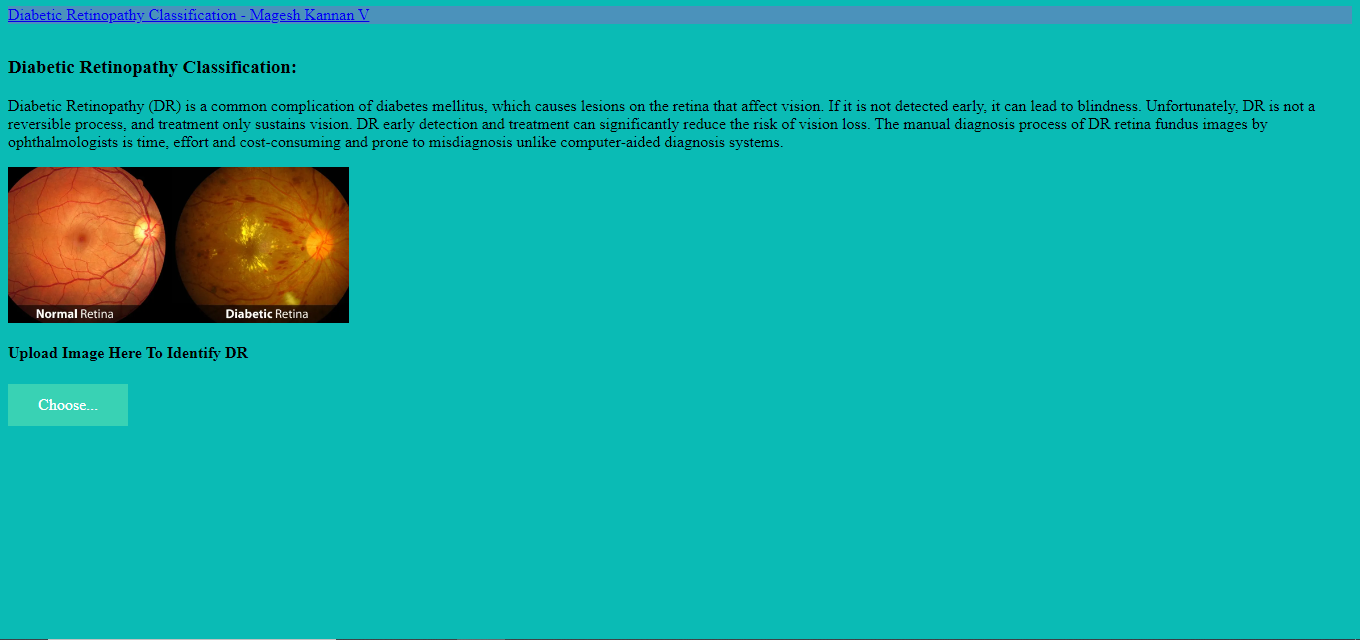 Diabetic Retinopathy Classification - Magesh Kannan V
Diabetic Retinopathy Classification:
Diabetic Retinopathy (DR) is a common complication of diabetes mellitus, which causes lesions on the retina that affect vision. If it is not detected early, it can lead to blindness. Unfortunately, DR is not a
reversible process, and treatment only sustains vision. DR early detection and treatment can significantly reduce the risk of vision loss. The manual diagnosis process of DR retina fundus images by
ophthalmologists is time, effort and cost-consuming and prone to misdiagnosis unlike computer-aided diagnosis systems.
Normal Retina Diabetic Retina
Upload Image Here To Identify DR
Choose...